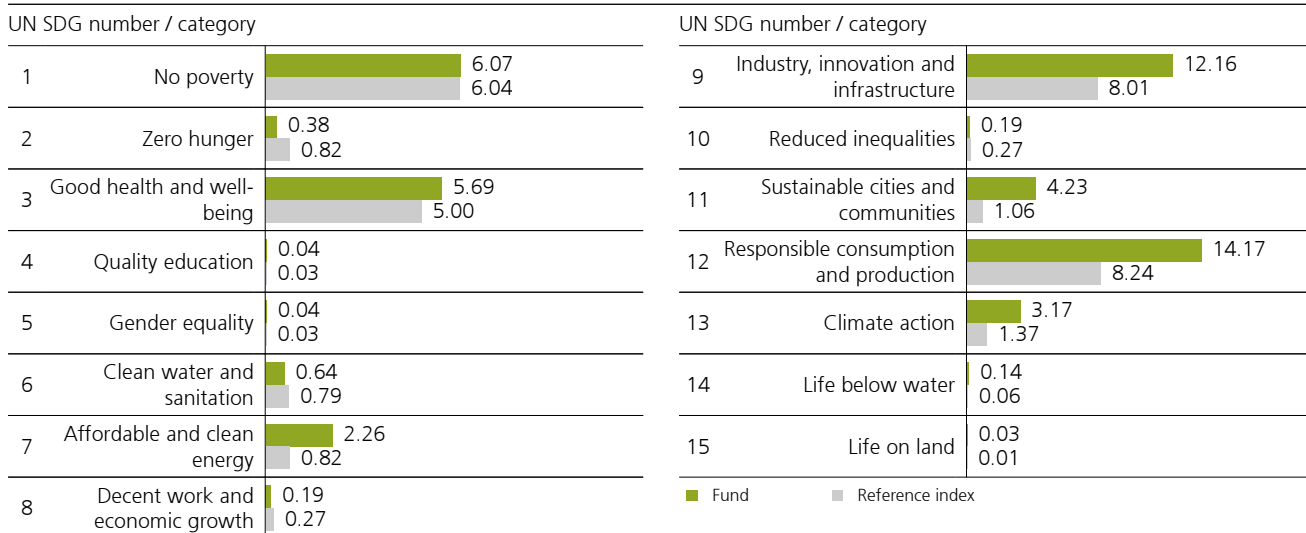 UN SDG number / category
1 No poverty 6.07
6.04
2 Zero hunger 0.38
0.82
3 Good health and well-
being 5.69
5.00
4 Quality education 0.04
0.03
5 Gender equality 0.04
0.03
6 Clean water and
sanitation 0.64
0.79
7 Affordable and clean
energy 2.26
0.82
8 Decent work and
economic growth 0.19
0.27
UN SDG number / category
9 Industry, innovation and
infrastructure 12.16
8.01
10 Reduced inequalities 0.19
0.27
11 Sustainable cities and
communities 4.23
1.06
12 Responsible consumption
and production 14.17
8.24
13 Climate action 3.17
1.37
14 Life below water 0.14
0.06
15 Life on land 0.03
0.01
Fund Reference index